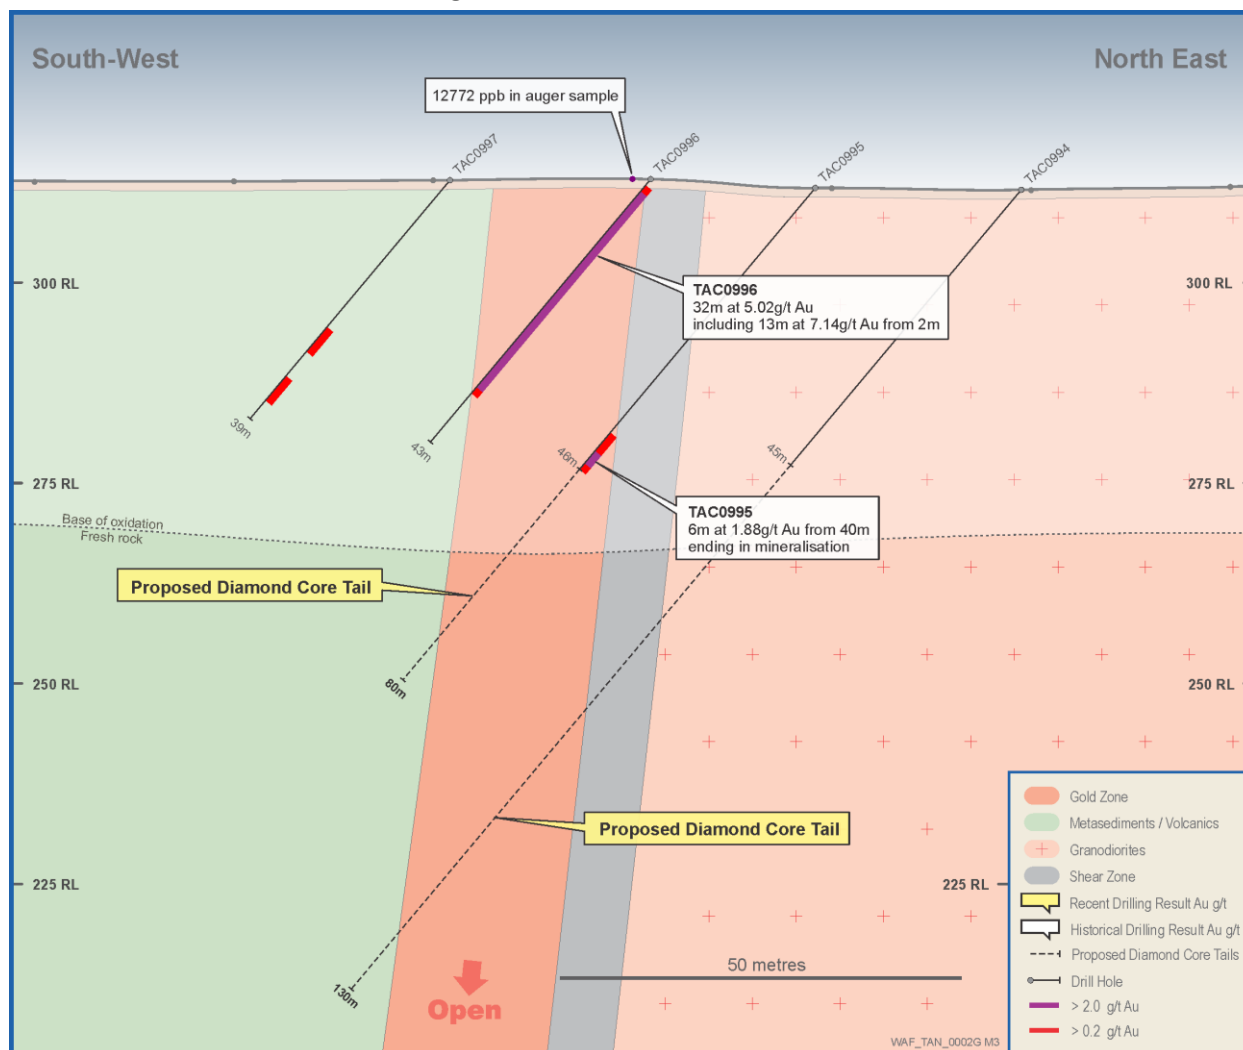 South-West
North East
12772 ppb in auger sample
TAC0997
TAC0996
TAC0995
TAC0994
300 RL
300 RL
TAC0996
32m at 5.02g/t Au
including 13m at 7.14g/t Au from 2m
39m
43m
46m
45m
275 RL
275 RL
TAC0995
6m at 1.88g/t Au from 40m
ending in mineralisation
Base of oxidation
Fresh rock
Proposed Diamond Core Tail
80m
250 RL
250 RL
Proposed Diamond Core Tail
225 RL
225 RL
130m
Open
50 metres
Gold Zone
Metasediments / Volcanics
Granodiorites
Shear Zone
Recent Drilling Result Au g/t
Historical Drilling Result Au g/t
Proposed Diamond Core Tails
Drill Hole
> 2.0 g/t Au
> 0.2 g/t Au
WAF_TAN_0002G M3